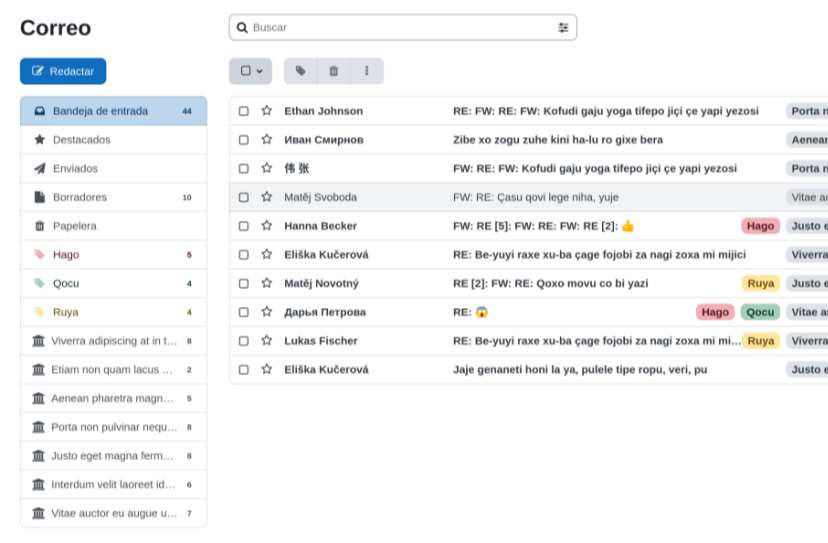 Correo
Buscar
Redactar
Bandeja de entrada 44
Destacados
Enviados
Borradores 10
Papelera
Hago 5
Qocu 4
Ruya 4
Viverra adipiscing at in t... 8
Etiam non quam lacus ... 2
Aenean pharetra magn... 5
Porta non pulvinar nequ... 8
Justo eget magna ferm... 8
Interdum velit laoreet id... 6
Vitae auctor eu augue u... 7
Ethan Johnson RE: FW: RE: FW: Kofudi gaju yoga tifepo jiçi çe yapi yezosi Porta n
Иван Смирнов Zibe xo zogu zuhe kini ha-lu ro gixe bera Aenean
伟 张 FW: RE: FW: Kofudi gaju yoga tifepo jiçi çe yapi yezosi Porta n
Matěj Svoboda FW: RE: Çasu qovi lege niha, yuje Vitae au
Hanna Becker FW: RE [5]: FW: RE: FW: RE [2]: 👍 Hago Justo e
Eliška Kučerová RE: Be-yuyi raxe xu-ba çage fojobi za nagi zoxa mi mijici Viverra
Matěj Novotný RE [2]: FW: RE: Qoxo movu co bi yazi Ruya Justo e
Дарья Петрова RE: 😱 Hago Qocu Vitae au
Lukas Fischer RE: Be-yuyi raxe xu-ba çage fojobi za nagi zoxa mi mi... Ruya Viverra
Eliška Kučerová Jaje genaneti honi la ya, pulele tipe ropu, veri, pu Justo e